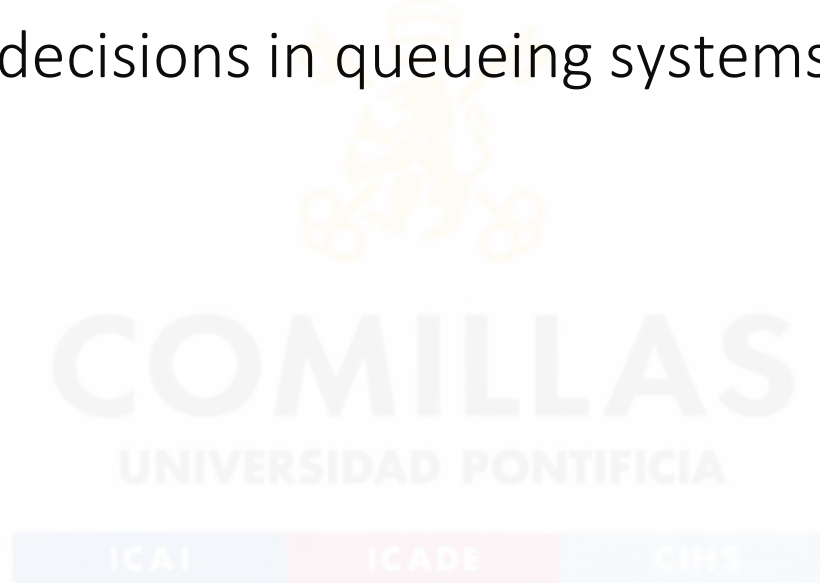 decisions in queueing systems
COMILLAS
UNIVERSIDAD PONTIFICIA
ICAI ICADE CIHS